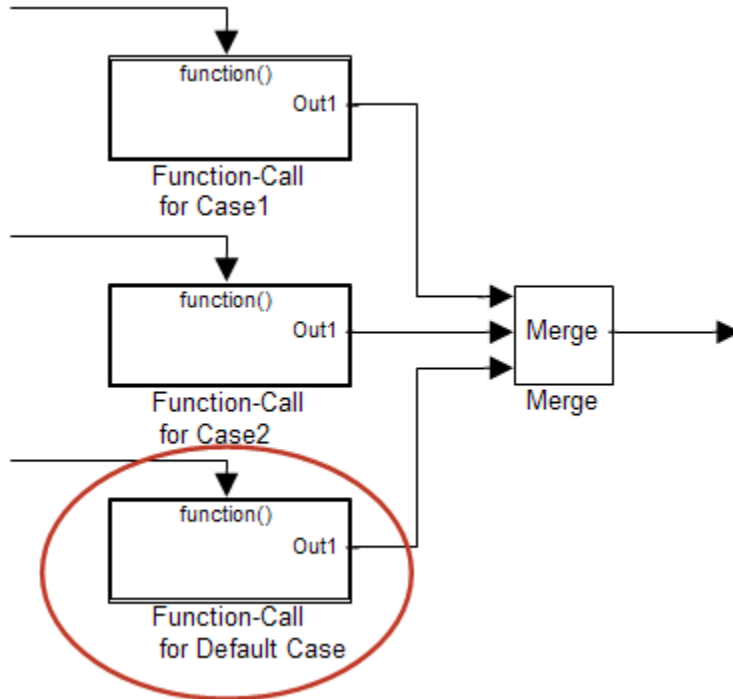 function()
Out1
Function-Call
for Case1
function()
Out1
Function-Call
for Case2
Merge
Merge
function()
Out1
Function-Call
for Default Case